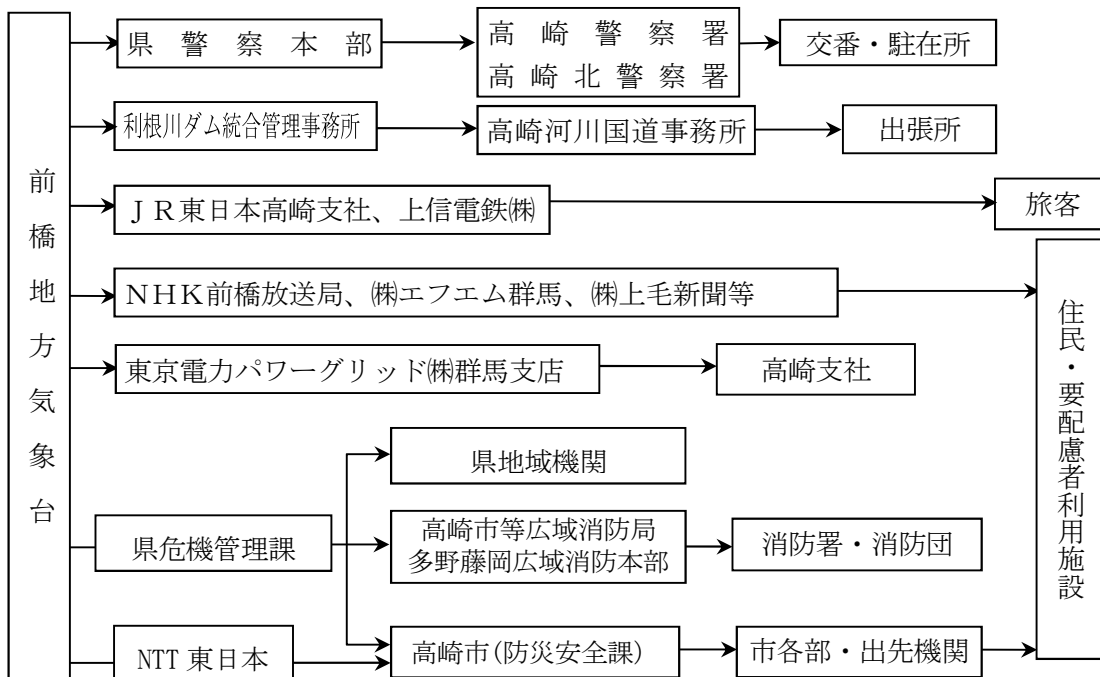 前橋地方気象台
県警察本部
高崎警察署
高崎北警察署
交番・駐在所
利根川ダム統合管理事務所
高崎河川国道事務所
出張所
ＪＲ東日本高崎支社、上信電鉄㈱
旅客
ＮＨＫ前橋放送局、㈱エフエム群馬、㈱上毛新聞等
住民・要配慮者利用施設
東京電力パワーグリッド㈱群馬支店
高崎支社
県危機管理課
県地域機関
高崎市等広域消防局
多野藤岡広域消防本部
消防署・消防団
NTT 東日本
高崎市(防災安全課)
市各部・出先機関